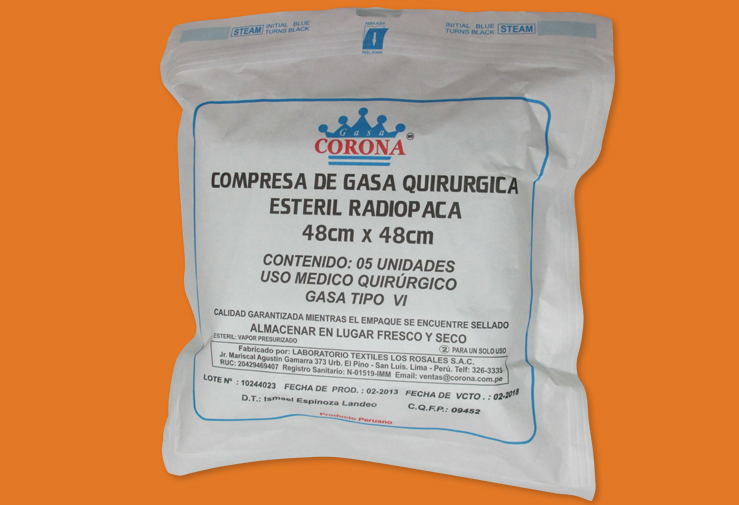 STEAM INITIAL BLUE TURNS BLACK
INITIAL BLUE TURNS BLACK STEAM
Gasa
CORONA
COMPRESA DE GASA QUIRURGICA
ESTERIL RADIOPACA
48cm x 48cm
CONTENIDO: 05 UNIDADES
USO MEDICO QUIRÚRGICO
GASA TIPO VI
CALIDAD GARANTIZADA MIENTRAS EL EMPAQUE SE ENCUENTRE SELLADO
ALMACENAR EN LUGAR FRESCO Y SECO
ESTERIL: VAPOR PRESURIZADO
2 PARA UN SOLO USO
Fabricado por: LABORATORIO TEXTILES LOS ROSALES S.A.C.
Jr. Mariscal Agustín Gamarra 373 Urb. El Pino - San Luis. Lima - Perú. Telf: 326-3335
RUC: 20429469407 Registro Sanitario: N-01519-IMM Email: ventas@corona.com.pe
LOTE Nº : 10244023 FECHA DE PROD. : 02-2013 FECHA DE VCTO. : 02-2018
D.T.: Ismael Espinoza Landeo C.Q.F.P.: 09452
Producto Peruano